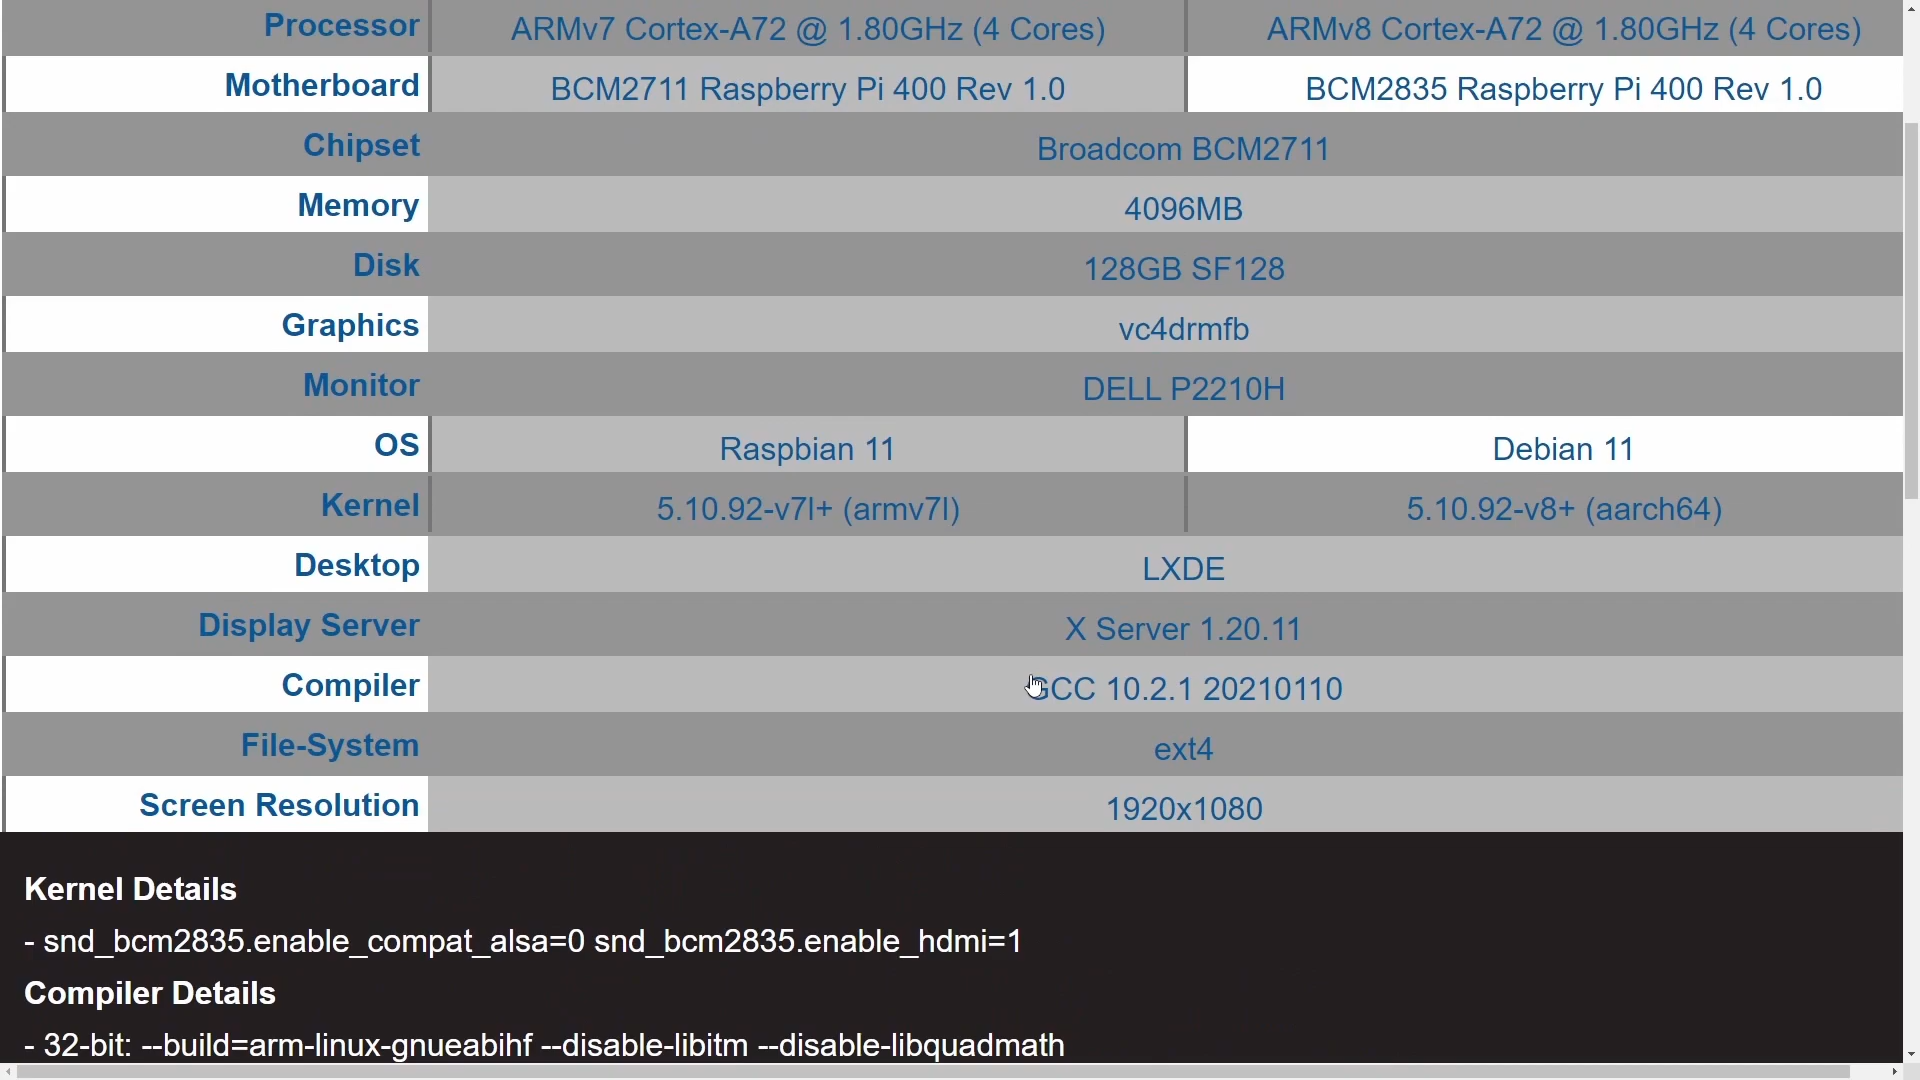 Processor ARMv7 Cortex-A72 @ 1.80GHz (4 Cores) ARMv8 Cortex-A72 @ 1.80GHz (4 Cores)
Motherboard BCM2711 Raspberry Pi 400 Rev 1.0 BCM2835 Raspberry Pi 400 Rev 1.0
Chipset Broadcom BCM2711
Memory 4096MB
Disk 128GB SF128
Graphics vc4drmfb
Monitor DELL P2210H
OS Raspbian 11 Debian 11
Kernel 5.10.92-v7l+ (armv7l) 5.10.92-v8+ (aarch64)
Desktop LXDE
Display Server X Server 1.20.11
Compiler GCC 10.2.1 20210110
File-System ext4
Screen Resolution 1920x1080
Kernel Details
- snd_bcm2835.enable_compat_alsa=0 snd_bcm2835.enable_hdmi=1
Compiler Details
- 32-bit: --build=arm-linux-gnueabihf --disable-libitm --disable-libquadmath